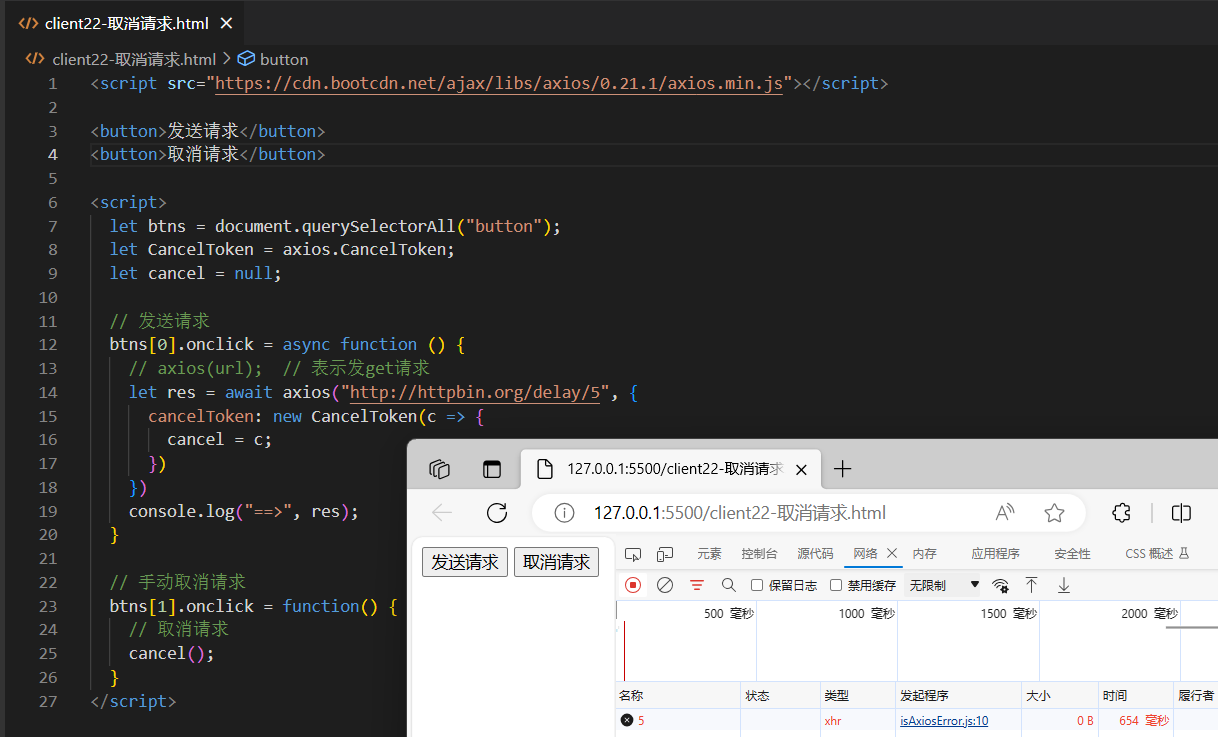 client22-取消请求.html
client22-取消请求.html > button
1 <script src="https://cdn.bootcdn.net/ajax/libs/axios/0.21.1/axios.min.js"></script>
2
3 <button>发送请求</button>
4 <button>取消请求</button>
5
6 <script>
7 let btns = document.querySelectorAll("button");
8 let CancelToken = axios.CancelToken;
9 let cancel = null;
10
11 // 发送请求
12 btns[0].onclick = async function () {
13 // axios(url); // 表示发get请求
14 let res = await axios("http://httpbin.org/delay/5", {
15 cancelToken: new CancelToken(c => {
16 cancel = c;
17 })
18 })
19 console.log("==>", res);
20 }
21
22 // 手动取消请求
23 btns[1].onclick = function() {
24 // 取消请求
25 cancel();
26 }
27 </script>
127.0.0.1:5500/client22-取消请求
127.0.0.1:5500/client22-取消请求.html
发送请求 取消请求
元素 控制台 源代码 网络 内存 应用程序 安全性 CSS 概述
保留日志 禁用缓存 无限制
500 毫秒 1000 毫秒 1500 毫秒 2000 毫秒
名称 状态 类型 发起程序 大小 时间 履行者
5 xhr isAxiosError.js:10 0 B 654 毫秒